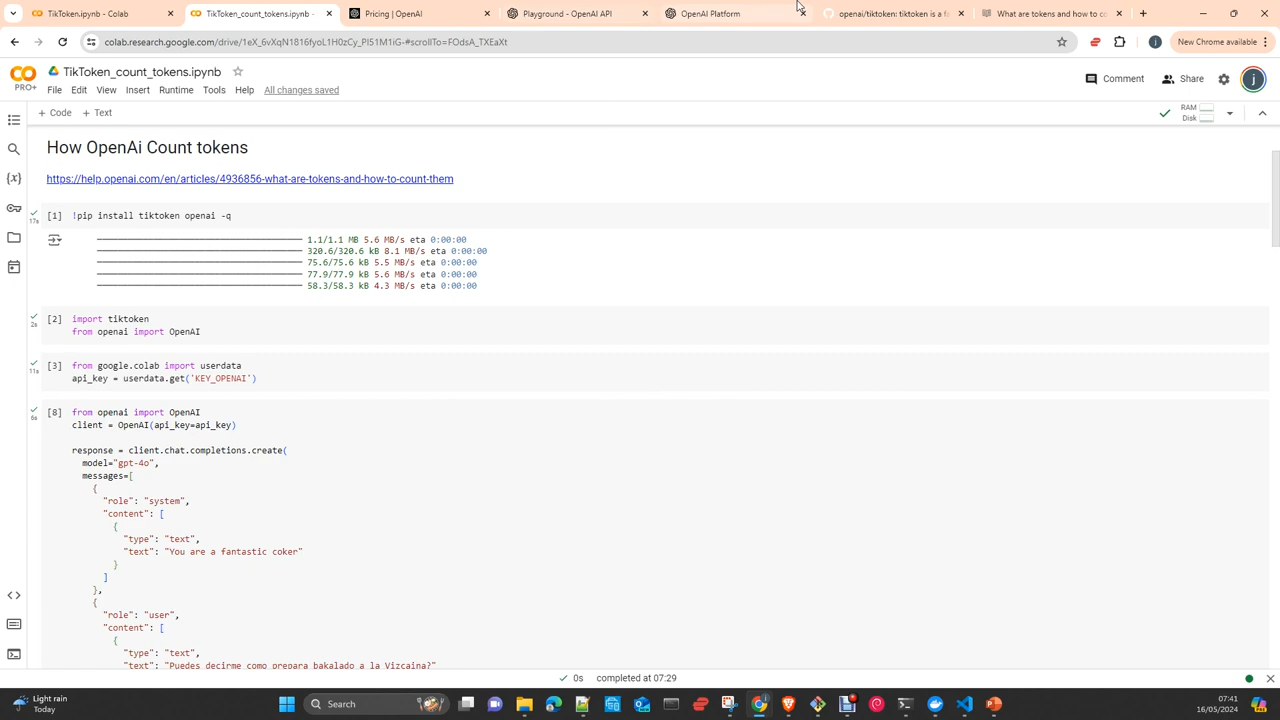 TikToken.ipynb - Colab
TikToken_count_tokens.ipynb -
Pricing | OpenAI
Playground - OpenAI API
OpenAI Platform
openai/tiktoken: tiktoken is a fa
What are tokens and how to co
colab.research.google.com/drive/1eX_6vXqN1816fyoL1H0zCy_PI51M1iG-#scrollTo=FOdsA_TXEaXt
New Chrome available
TikToken_count_tokens.ipynb
PRO+
File Edit View Insert Runtime Tools Help All changes saved
Comment
Share
j
+ Code + Text
RAM
Disk
How OpenAi Count tokens
https://help.openai.com/en/articles/4936856-what-are-tokens-and-how-to-count-them
[1] !pip install tiktoken openai -q
17s
1.1/1.1 MB 5.6 MB/s eta 0:00:00
320.6/320.6 kB 8.1 MB/s eta 0:00:00
75.6/75.6 kB 5.5 MB/s eta 0:00:00
77.9/77.9 kB 5.6 MB/s eta 0:00:00
58.3/58.3 kB 4.3 MB/s eta 0:00:00
[2] import tiktoken
2s
from openai import OpenAI
[3] from google.colab import userdata
11s
api_key = userdata.get('KEY_OPENAI')
[8] from openai import OpenAI
6s
client = OpenAI(api_key=api_key)
response = client.chat.completions.create(
model="gpt-4o",
messages=[
{
"role": "system",
"content": [
{
"type": "text",
"text": "You are a fantastic coker"
}
]
},
{
"role": "user",
"content": [
{
"type": "text",
"text": "Puedes decirme como prepara bakalado a la Vizcaina?"
0s completed at 07:29
Light rain
Today
Search
07:41
16/05/2024